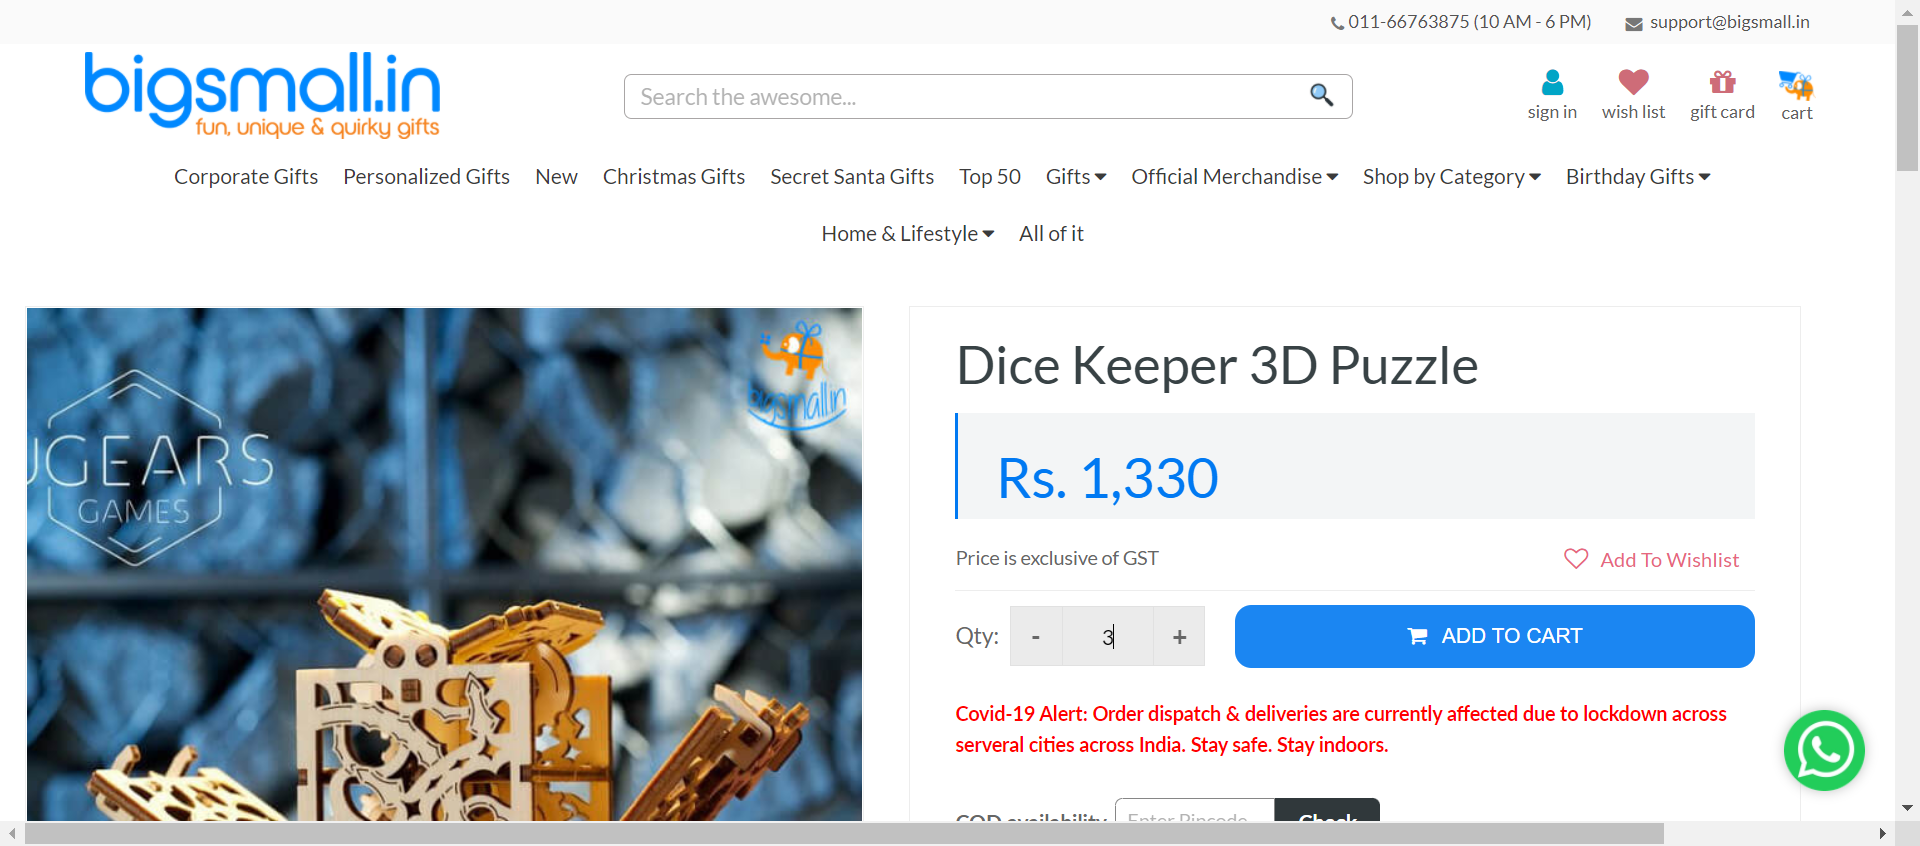 011-66763875 (10 AM - 6 PM) support@bigsmall.in
bigsmall.in
fun, unique & quirky gifts
Search the awesome...
sign in wish list gift card cart
Corporate Gifts Personalized Gifts New Christmas Gifts Secret Santa Gifts Top 50 Gifts Official Merchandise Shop by Category Birthday Gifts
Home & Lifestyle All of it
bigsmall.in
UGEARS
GAMES
Dice Keeper 3D Puzzle
Rs. 1,330
Price is exclusive of GST Add To Wishlist
Qty: - 3 + ADD TO CART
Covid-19 Alert: Order dispatch & deliveries are currently affected due to lockdown across
serveral cities across India. Stay safe. Stay indoors.
COD availability Enter Pincode Check